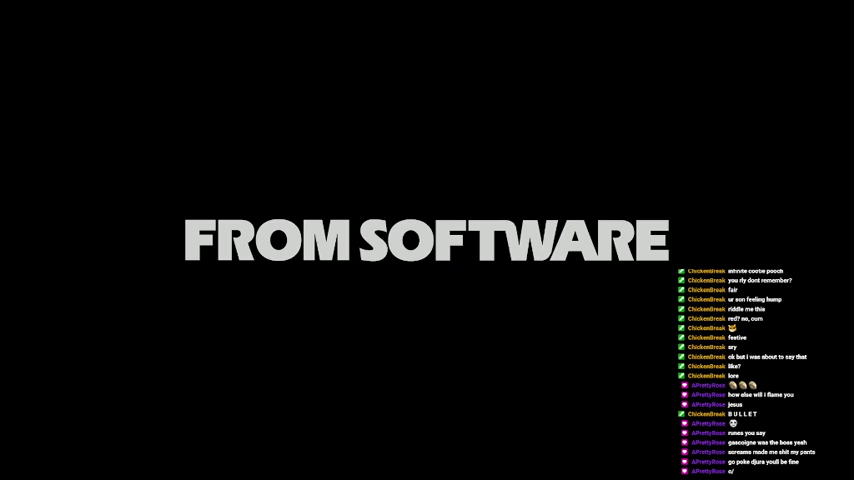 FROM SOFTWARE
ChickenBreak infinite cootie pooch
ChickenBreak you rly dont remember?
ChickenBreak fair
ChickenBreak ur son feeling hump
ChickenBreak riddle me this
ChickenBreak red? no, cum
ChickenBreak
ChickenBreak festive
ChickenBreak sry
ChickenBreak ok but i was about to say that
ChickenBreak like?
ChickenBreak lore
APrettyRose
APrettyRose how else will i flame you
APrettyRose jesus
ChickenBreak B U L L E T
APrettyRose
APrettyRose runes you say
APrettyRose gascoigne was the boss yeah
APrettyRose screams made me shit my pants
APrettyRose go poke djura youll be fine
APrettyRose o/